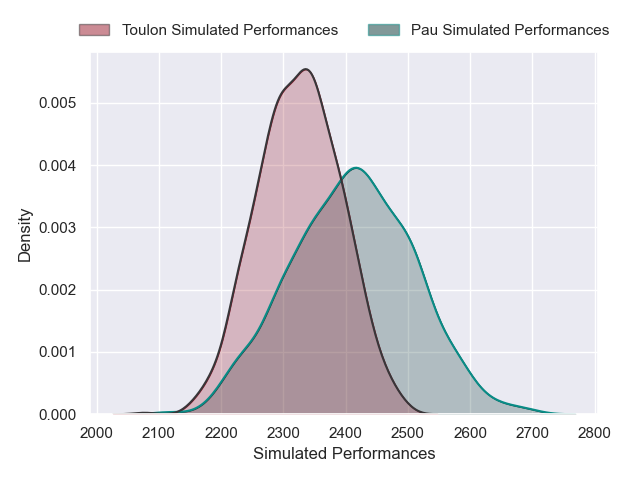 Toulon Simulated Performances Pau Simulated Performances
0.005
0.004
0.003
0.002
0.001
0.000
Density
2000 2100 2200 2300 2400 2500 2600 2700 2800
Simulated Performances